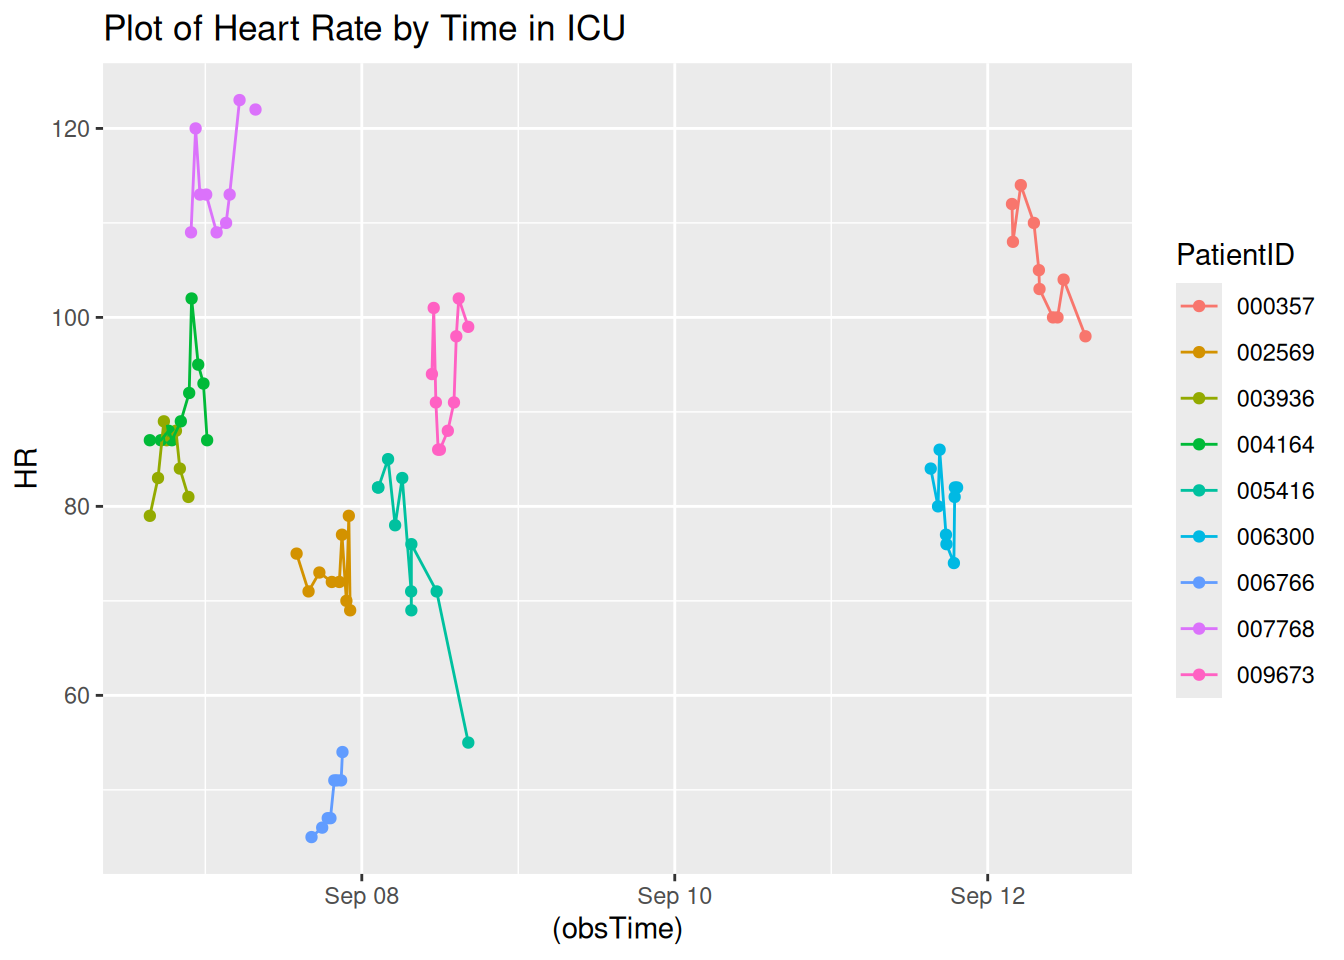 Plot of Heart Rate by Time in ICU
120
100
80
60
HR
Sep 08
Sep 10
Sep 12
(obsTime)
PatientID
000357
002569
003936
004164
005416
006300
006766
007768
009673